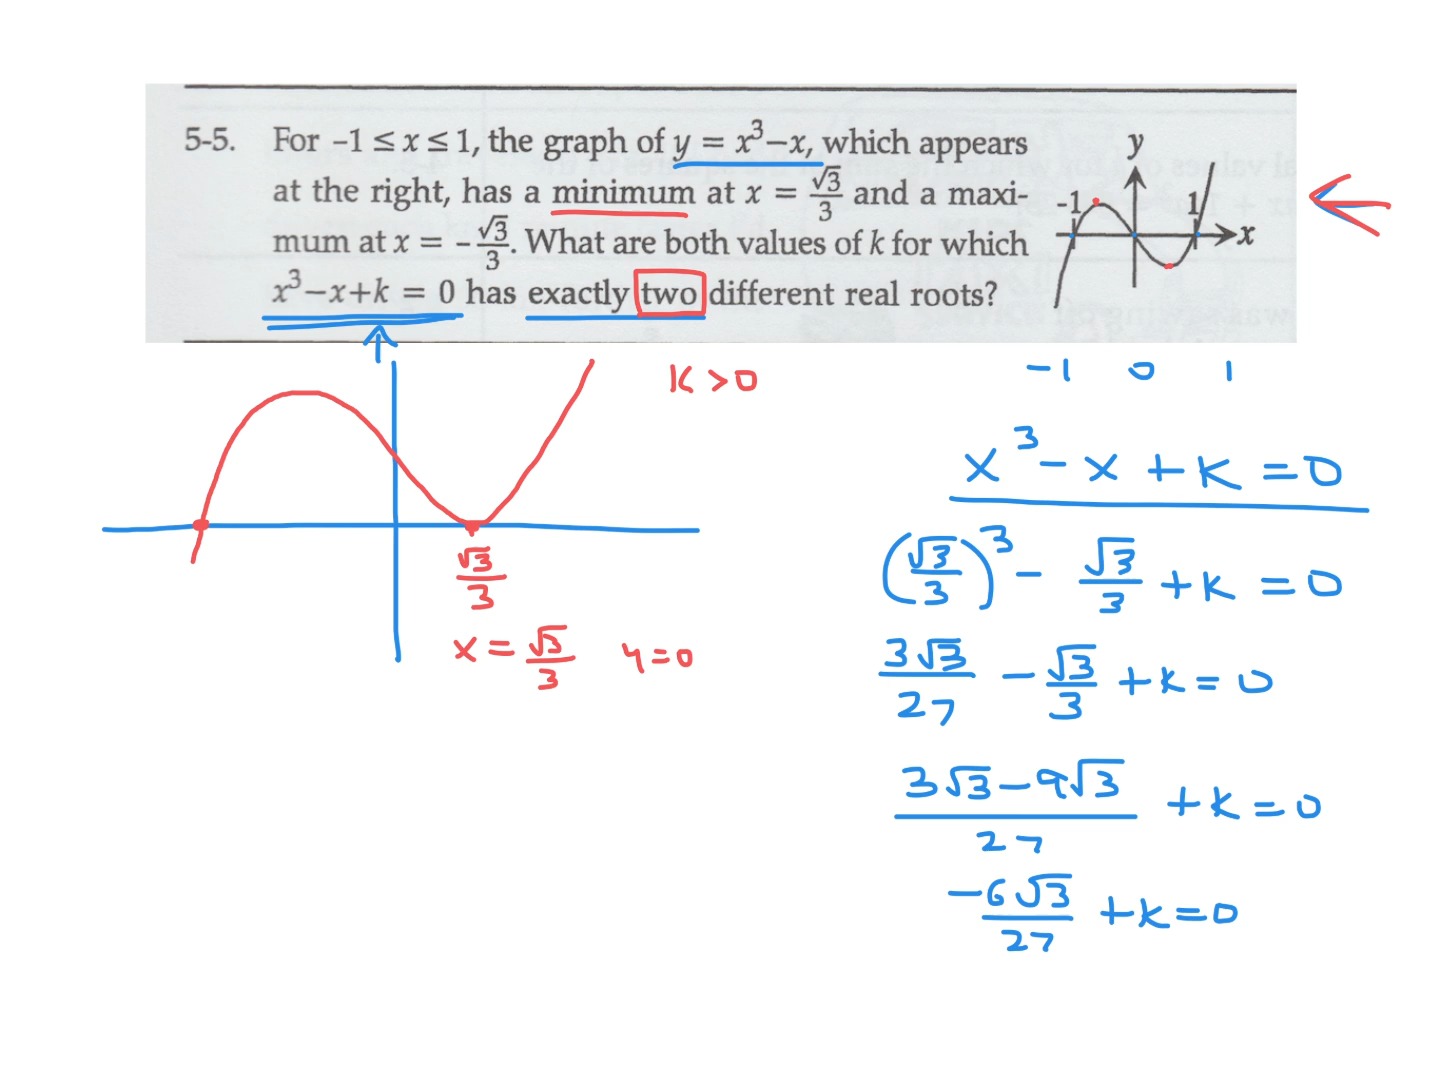 5-5. For -1 ≤ x ≤ 1, the graph of y = x³-x, which appears
at the right, has a minimum at x = √3/3 and a maxi-
mum at x = -√3/3. What are both values of k for which
x³-x+k = 0 has exactly two different real roots?
y
-1 1
x
-1 0 1
K > 0
x³ - x + K = 0
(√3/3)³ - √3/3 + K = 0
√3/3
3√3/27 - √3/3 + K = 0
x = √3/3 y = 0
3√3 - 9√3/27 + K = 0
-6√3/27 + K = 0